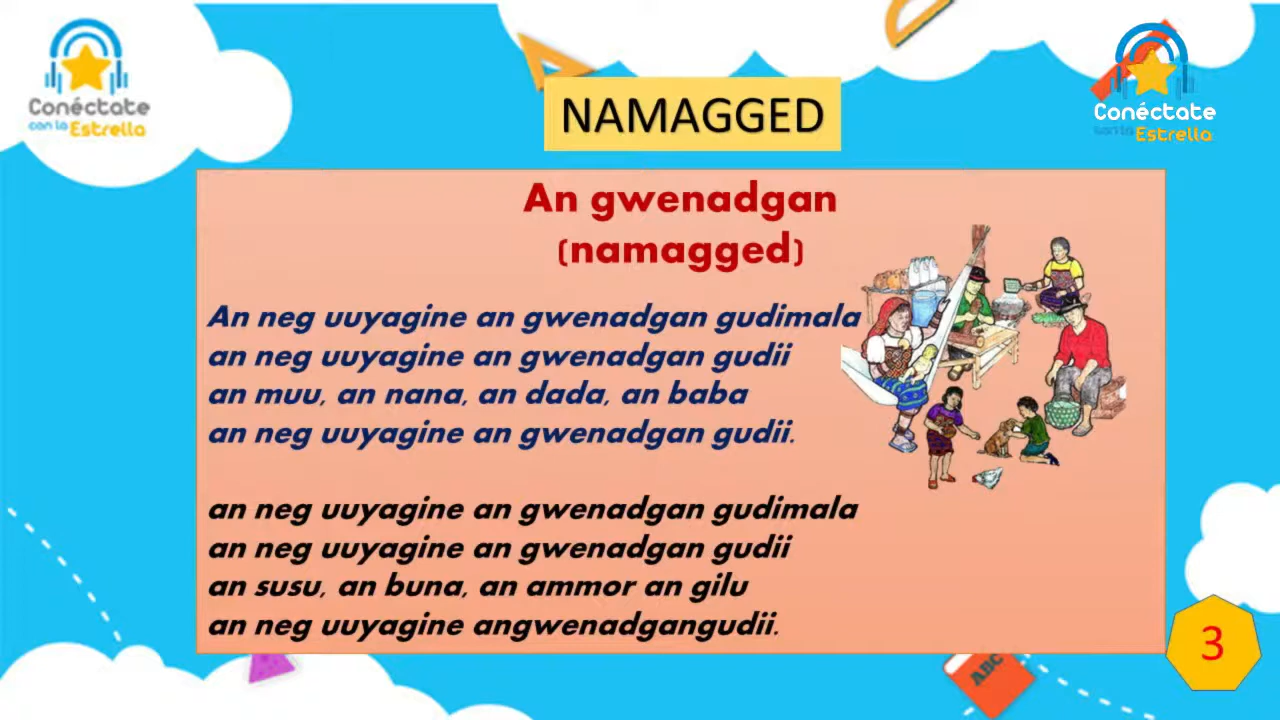 Conéctate
con la Estrella
Conéctate
con la Estrella
NAMAGGED
An gwenadgan
(namagged)
An neg uuyagine an gwenadgan gudimala
an neg uuyagine an gwenadgan gudii
an muu, an nana, an dada, an baba
an neg uuyagine an gwenadgan gudii.
an neg uuyagine an gwenadgan gudimala
an neg uuyagine an gwenadgan gudii
an susu, an buna, an ammor an gilu
an neg uuyagine angwenadgangudii.
3
ABC